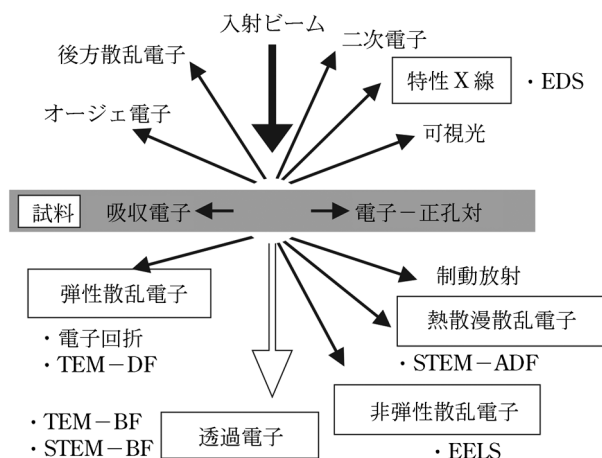 入射ビーム
後方散乱電子
二次電子
特性X線
・EDS
オージェ電子
可視光
試料
吸収電子
電子－正孔対
弾性散乱電子
・電子回折
・TEM－DF
制動放射
熱散漫散乱電子
・STEM－ADF
・TEM－BF
・STEM－BF
透過電子
非弾性散乱電子
・EELS